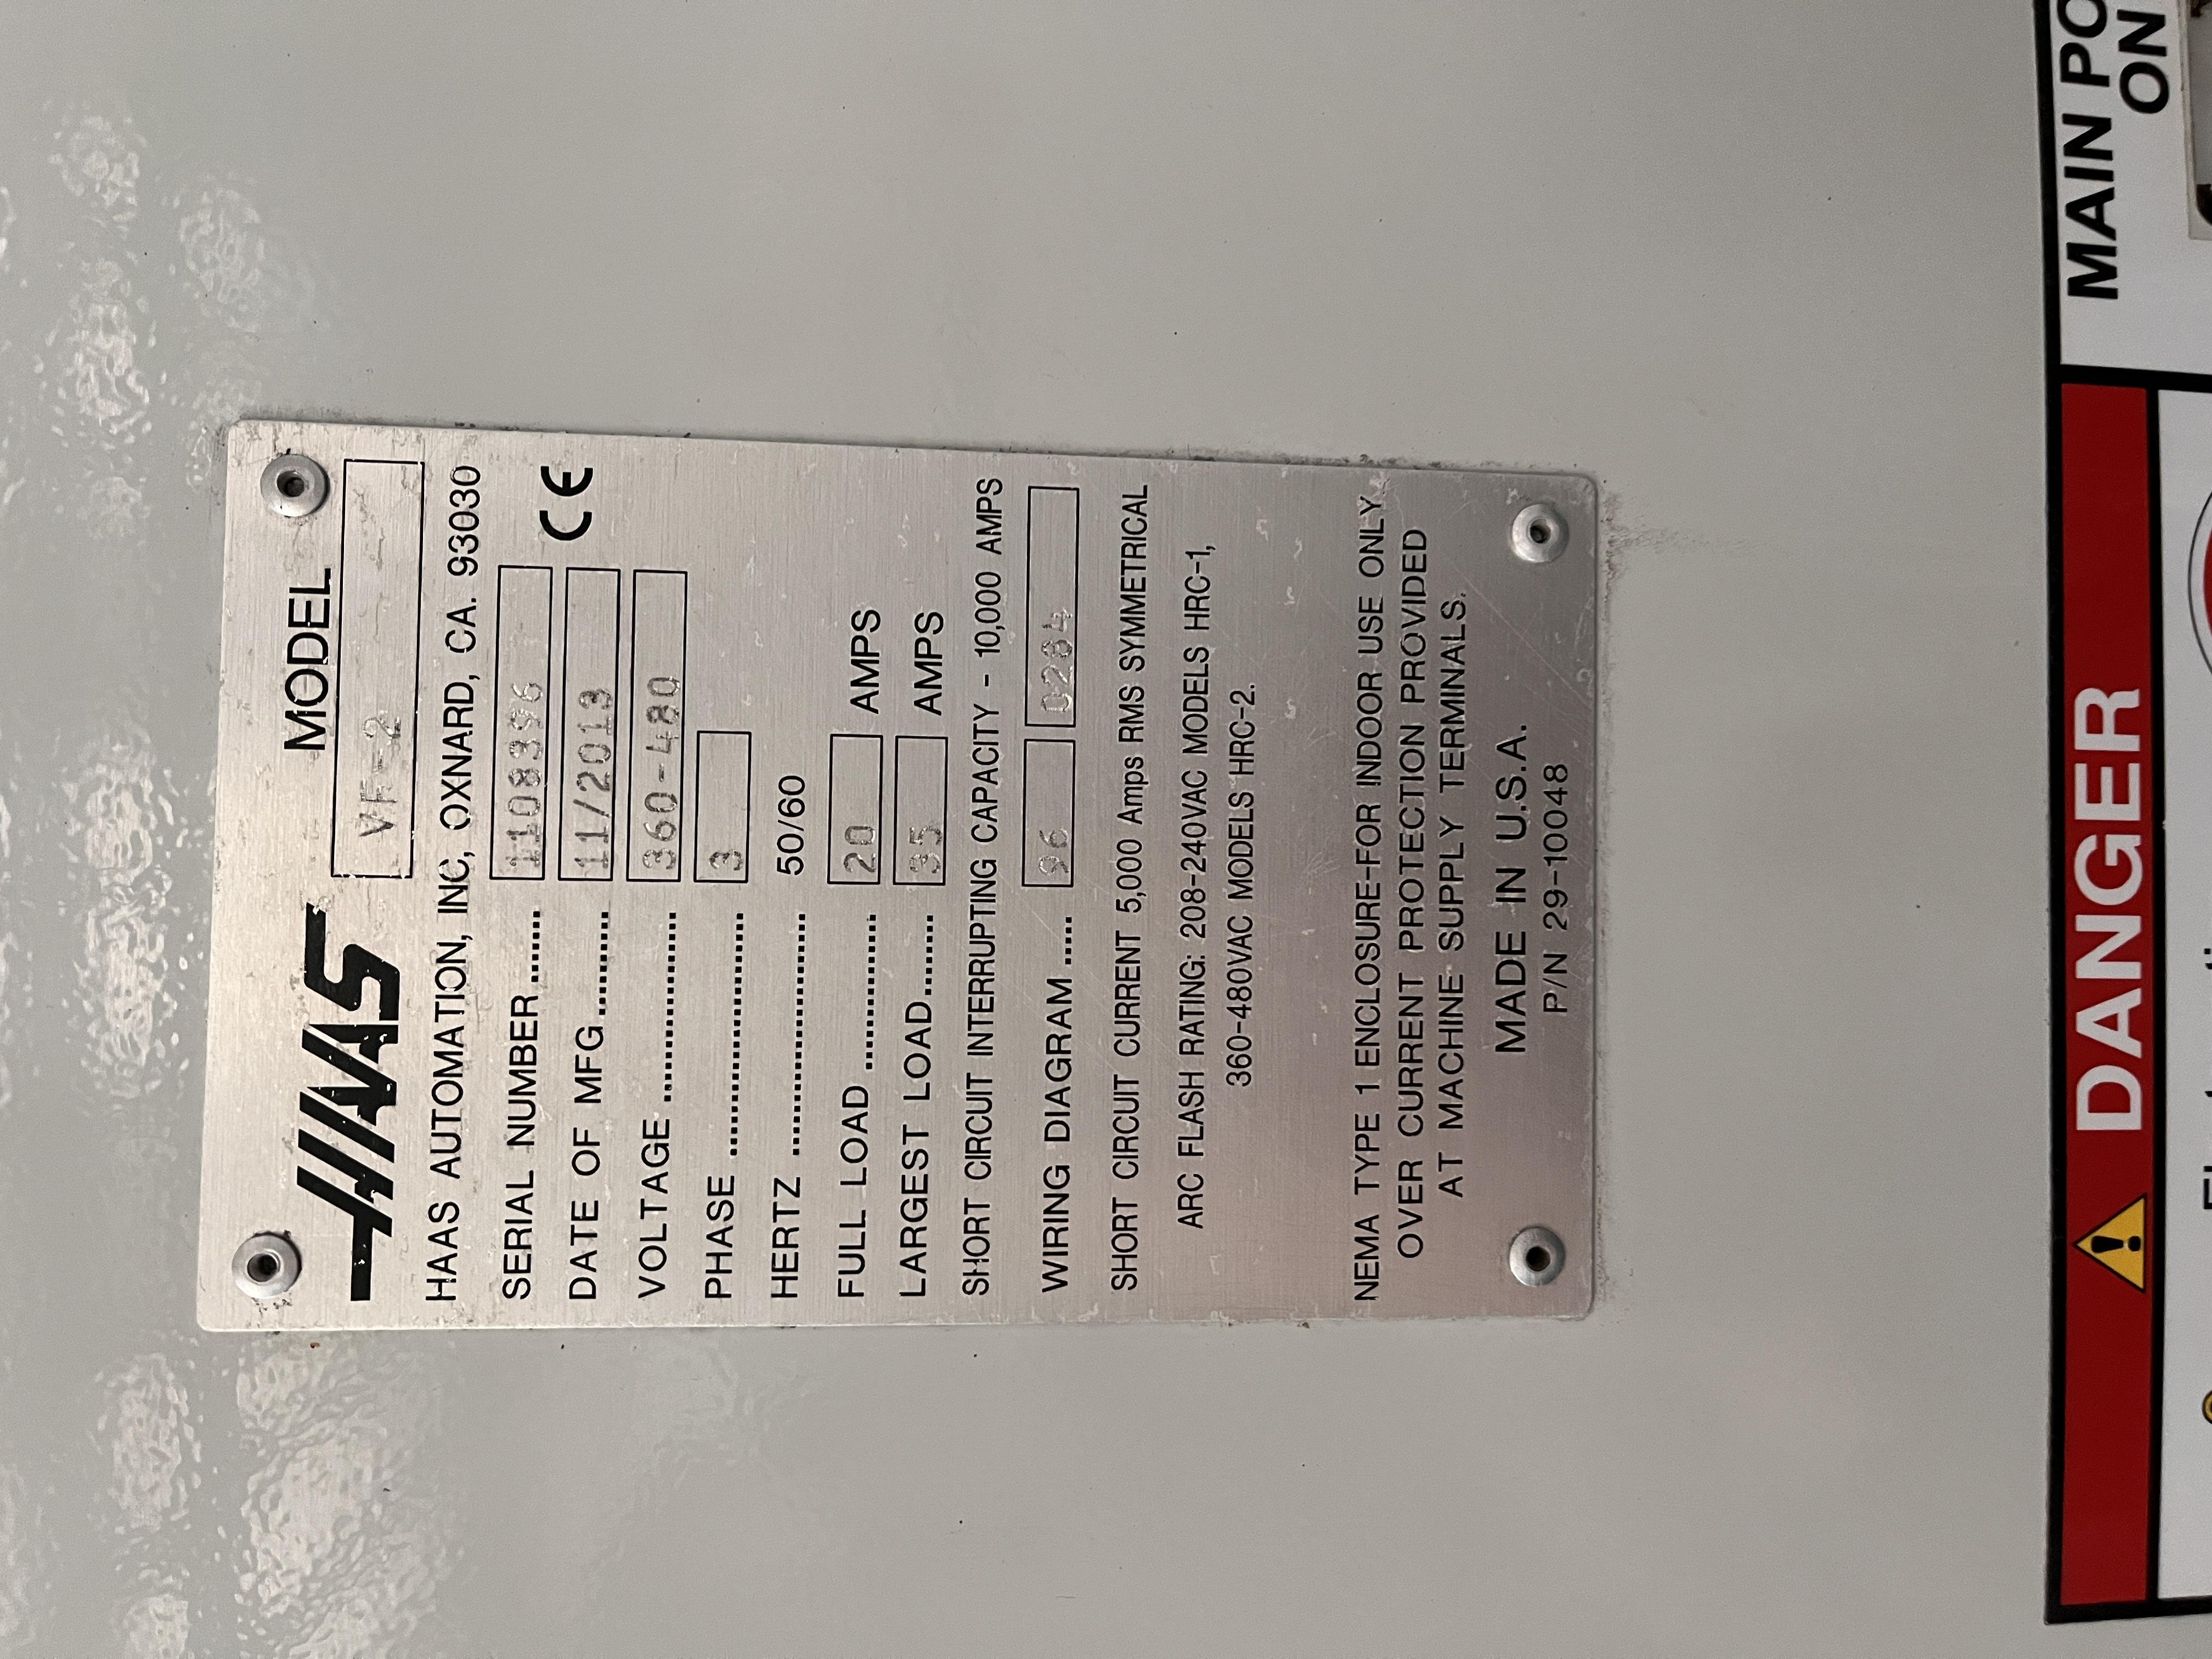 HAAS
MODEL
VF-2
HAAS AUTOMATION, INC, OXNARD, CA. 93030
SERIAL NUMBER........ 1108396
DATE OF MFG.......... 11/2013
CE
VOLTAGE .................... 360-480
PHASE ......................... 3
HERTZ ......................... 50/60
FULL LOAD ................ 20 AMPS
LARGEST LOAD........ 35 AMPS
SHORT CIRCUIT INTERRUPTING CAPACITY - 10,000 AMPS
WIRING DIAGRAM ..... 96 0284
SHORT CIRCUIT CURRENT 5,000 Amps RMS SYMMETRICAL
ARC FLASH RATING: 208-240VAC MODELS HRC-1,
360-480VAC MODELS HRC-2.
NEMA TYPE 1 ENCLOSURE-FOR INDOOR USE ONLY
OVER CURRENT PROTECTION PROVIDED
AT MACHINE SUPPLY TERMINALS.
MADE IN U.S.A.
P/N 29-10048
DANGER
MAIN PO
ON